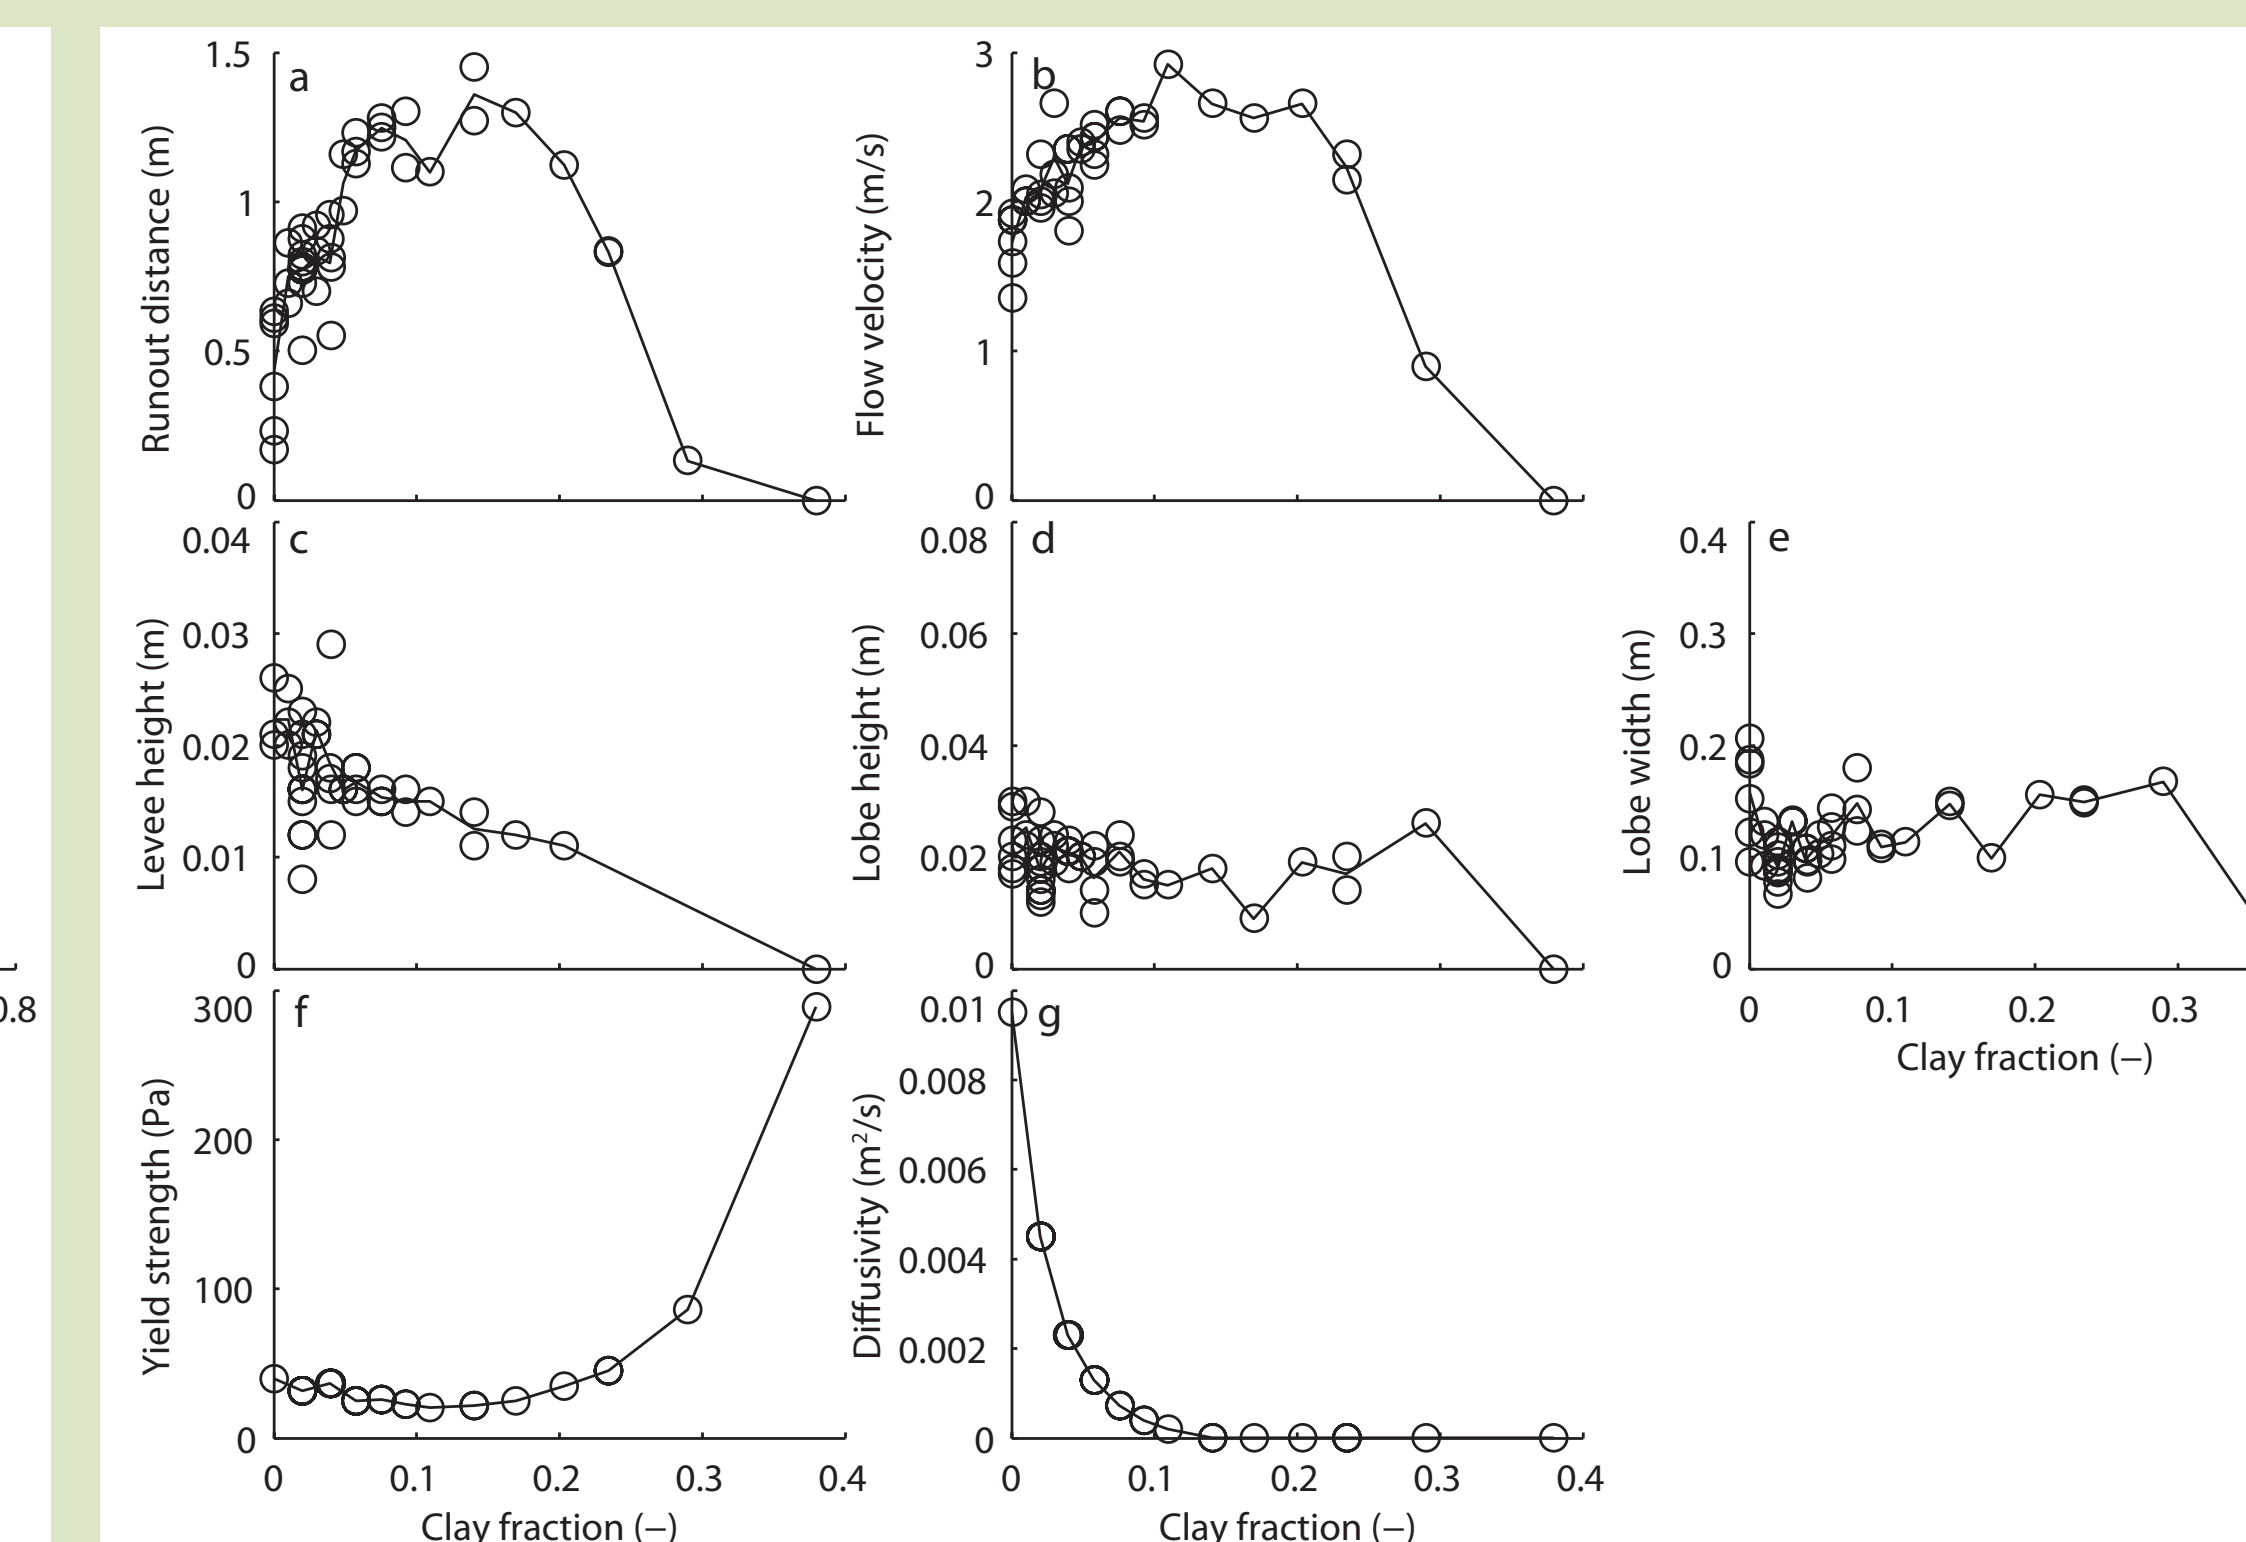 1.5
1
0.5
0
Runout distance (m)
a
3
2
1
0
Flow velocity (m/s)
b
0.04
0.03
0.02
0.01
0
Levee height (m)
c
0.08
0.06
0.04
0.02
0
Lobe height (m)
d
0.4
0.3
0.2
0.1
0
Lobe width (m)
e
0 0.1 0.2 0.3
Clay fraction (–)
0.8
300
200
100
0
Yield strength (Pa)
f
0 0.1 0.2 0.3 0.4
Clay fraction (–)
0.01
0.008
0.006
0.004
0.002
0
Diffusivity (m²/s)
g
0 0.1 0.2 0.3 0.4
Clay fraction (–)